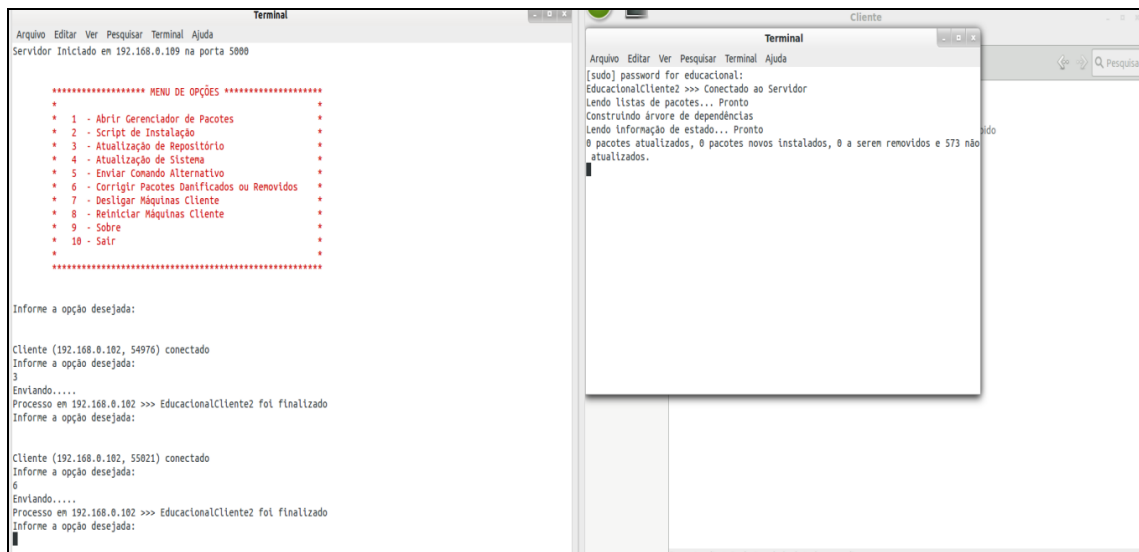 Terminal
Arquivo Editar Ver Pesquisar Terminal Ajuda
Servidor Iniciado em 192.168.0.109 na porta 5000
******************* MENU DE OPÇÕES ********************
* *
* 1 - Abrir Gerenciador de Pacotes *
* 2 - Script de Instalação *
* 3 - Atualização de Repositório *
* 4 - Atualização de Sistema *
* 5 - Enviar Comando Alternativo *
* 6 - Corrigir Pacotes Danificados ou Removidos *
* 7 - Desligar Máquinas Cliente *
* 8 - Reiniciar Máquinas Cliente *
* 9 - Sobre *
* 10 - Sair *
* *
*******************************************************
Informe a opção desejada:
Cliente (192.168.0.102, 54976) conectado
Informe a opção desejada:
3
Enviando.....
Processo em 192.168.0.102 >>> EducacionalCliente2 foi finalizado
Informe a opção desejada:
Cliente (192.168.0.102, 55021) conectado
Informe a opção desejada:
6
Enviando.....
Processo em 192.168.0.102 >>> EducacionalCliente2 foi finalizado
Informe a opção desejada:
Cliente
Pesquisa
Terminal
Arquivo Editar Ver Pesquisar Terminal Ajuda
[sudo] password for educacional:
EducacionalCliente2 >>> Conectado ao Servidor
Lendo listas de pacotes... Pronto
Construindo árvore de dependências
Lendo informação de estado... Pronto
0 pacotes atualizados, 0 pacotes novos instalados, 0 a serem removidos e 573 não
atualizados.